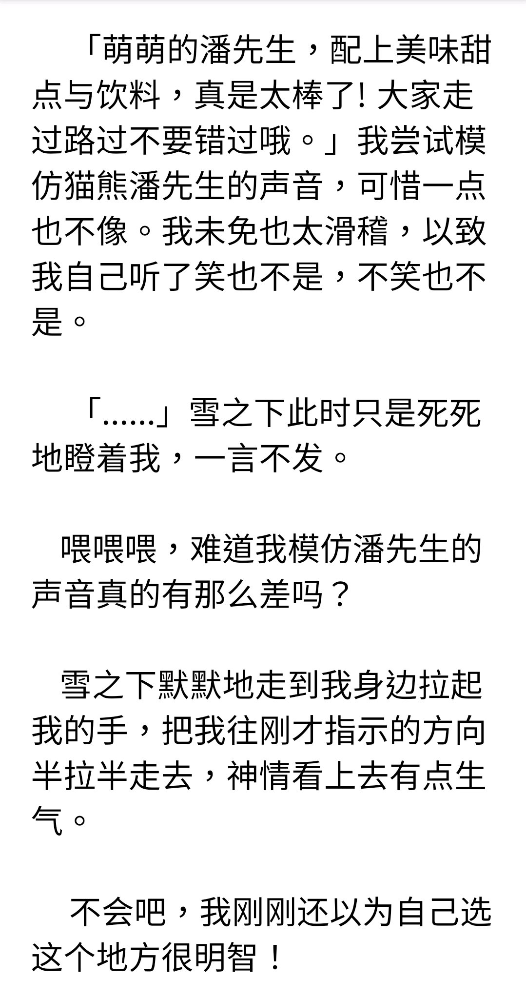 「萌萌的潘先生，配上美味甜
点与饮料，真是太棒了! 大家走
过路过不要错过哦。」我尝试模
仿猫熊潘先生的声音，可惜一点
也不像。我未免也太滑稽，以致
我自己听了笑也不是，不笑也不
是。
「......」雪之下此时只是死死
地瞪着我，一言不发。
喂喂喂，难道我模仿潘先生的
声音真的有那么差吗？
雪之下默默地走到我身边拉起
我的手，把我往刚才指示的方向
半拉半走去，神情看上去有点生
气。
不会吧，我刚刚还以为自己选
这个地方很明智！